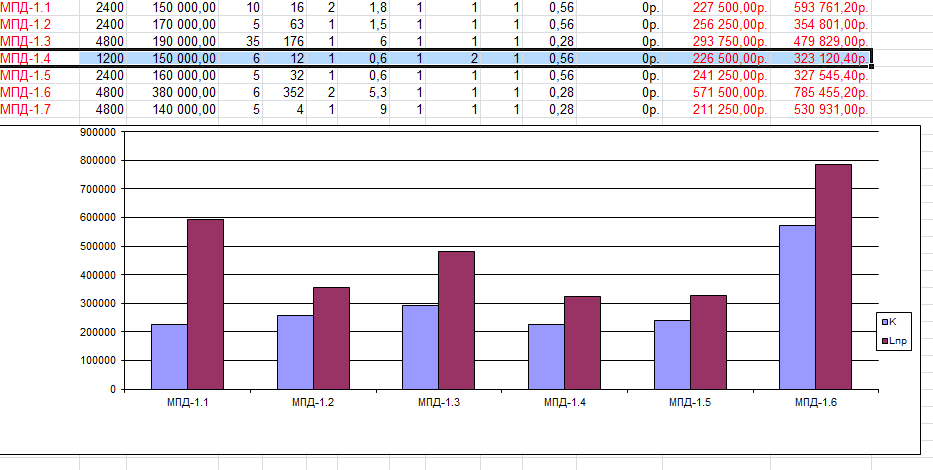 МПД-1.1 2400 150 000,00 10 16 2 1,8 1 1 1 0,56 0р. 227 500,00р. 593 761,20р.
МПД-1.2 2400 170 000,00 5 63 1 1,5 1 1 1 0,56 0р. 256 250,00р. 354 801,00р.
МПД-1.3 4800 190 000,00 35 176 1 6 1 1 1 0,28 0р. 293 750,00р. 479 829,00р.
МПД-1.4 1200 150 000,00 6 12 1 0,6 1 2 1 0,56 0р. 226 500,00р. 323 120,40р.
МПД-1.5 2400 160 000,00 5 32 1 0,6 1 1 1 0,56 0р. 241 250,00р. 327 545,40р.
МПД-1.6 4800 380 000,00 6 352 2 5,3 1 1 1 0,28 0р. 571 500,00р. 785 455,20р.
МПД-1.7 4800 140 000,00 5 4 1 9 1 1 1 0,28 0р. 211 250,00р. 530 931,00р.
900000
800000
700000
600000
500000
400000
300000
200000
100000
0
К
Lпр
МПД-1.1 МПД-1.2 МПД-1.3 МПД-1.4 МПД-1.5 МПД-1.6